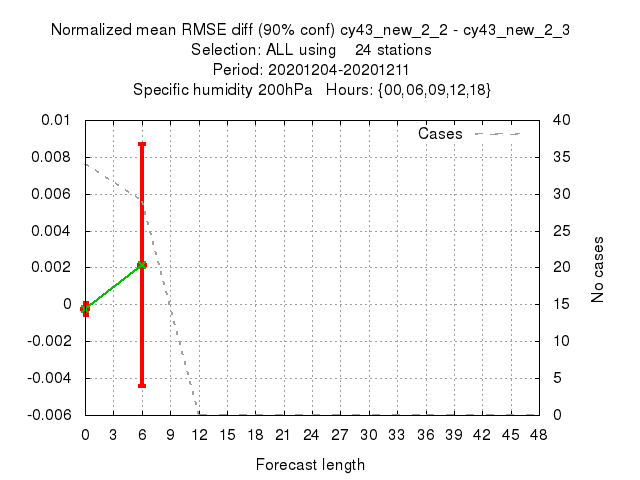 Normalized mean RMSE diff (90% conf) cy43_new_2_2 - cy43_new_2_3
Selection: ALL using    24 stations
Period: 20201204-20201211
Specific humidity 200hPa   Hours: {00,06,09,12,18}
0.01
0.008
0.006
0.004
0.002
0
-0.002
-0.004
-0.006
Cases
40
35
30
25
20
15
10
5
0
No cases
0 3 6 9 12 15 18 21 24 27 30 33 36 39 42 45 48
Forecast length